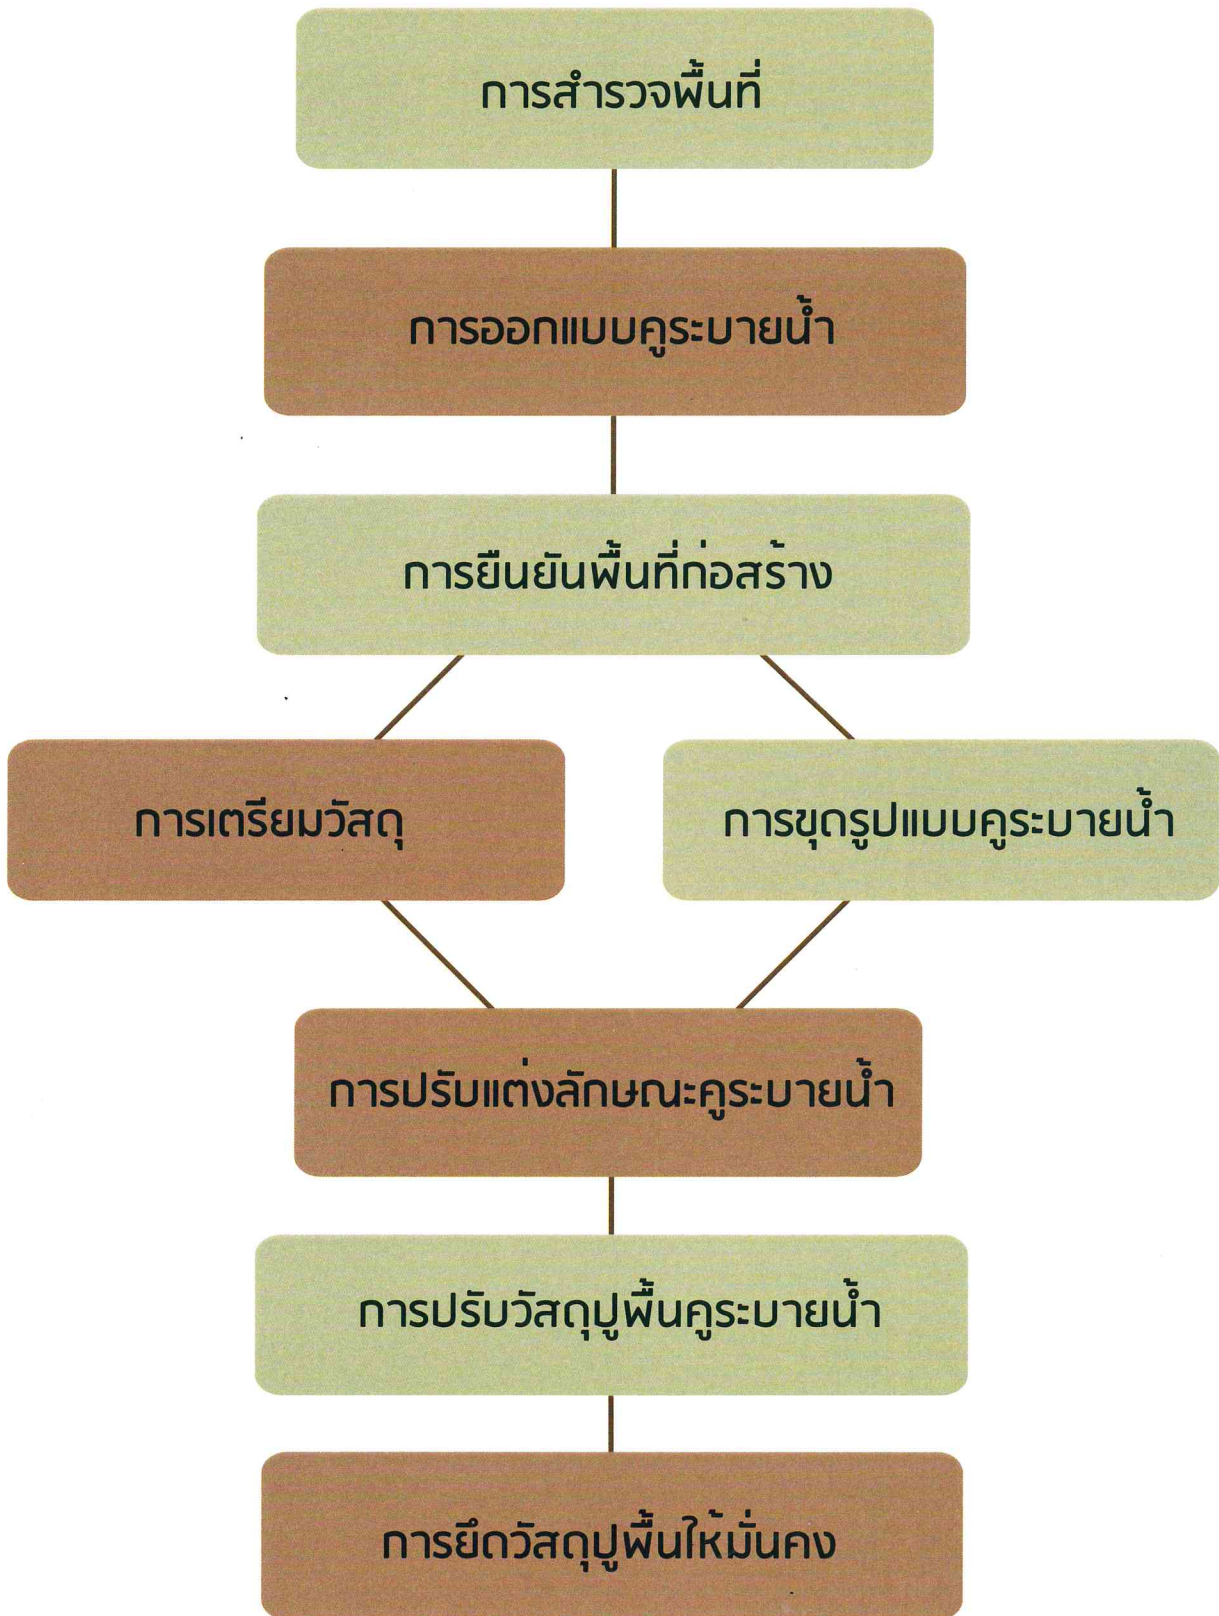 การสำรวจพื้นที่
การออกแบบคูระบายน้ำ
การยืนยันพื้นที่ก่อสร้าง
การเตรียมวัสดุ
การขุดรูปแบบคูระบายน้ำ
การปรับแต่งลักษณะคูระบายน้ำ
การปรับวัสดุปูพื้นคูระบายน้ำ
การยึดวัสดุปูพื้นให้มั่นคง